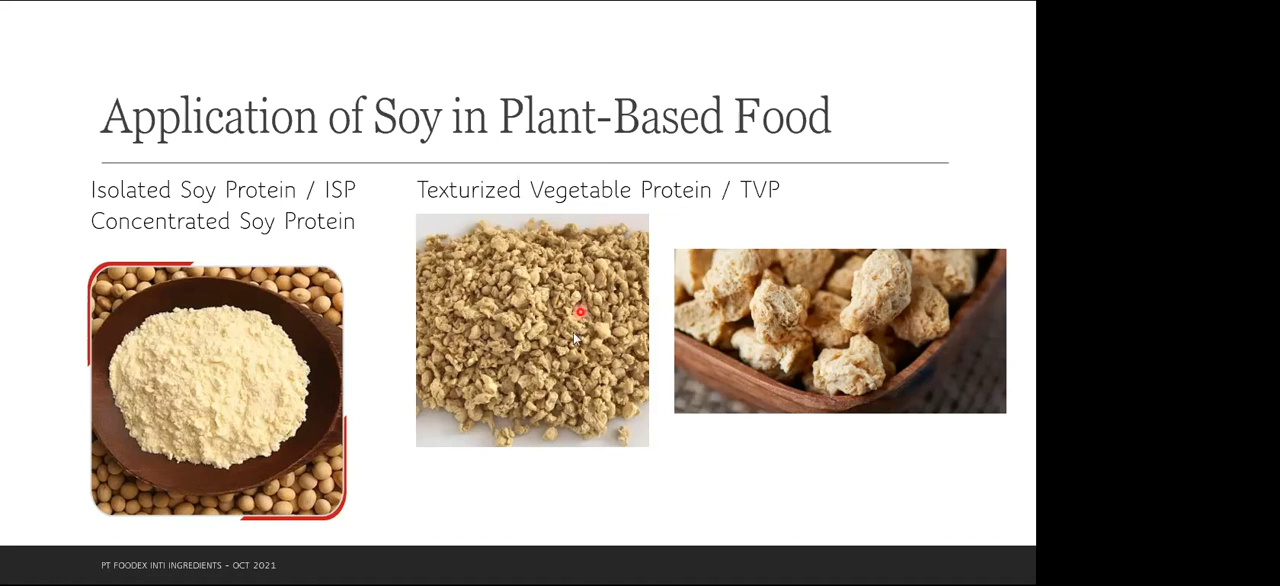 Application of Soy in Plant-Based Food
Isolated Soy Protein / ISP
Concentrated Soy Protein
Texturized Vegetable Protein / TVP
PT FOODEX INTI INGREDIENTS – OCT 2021